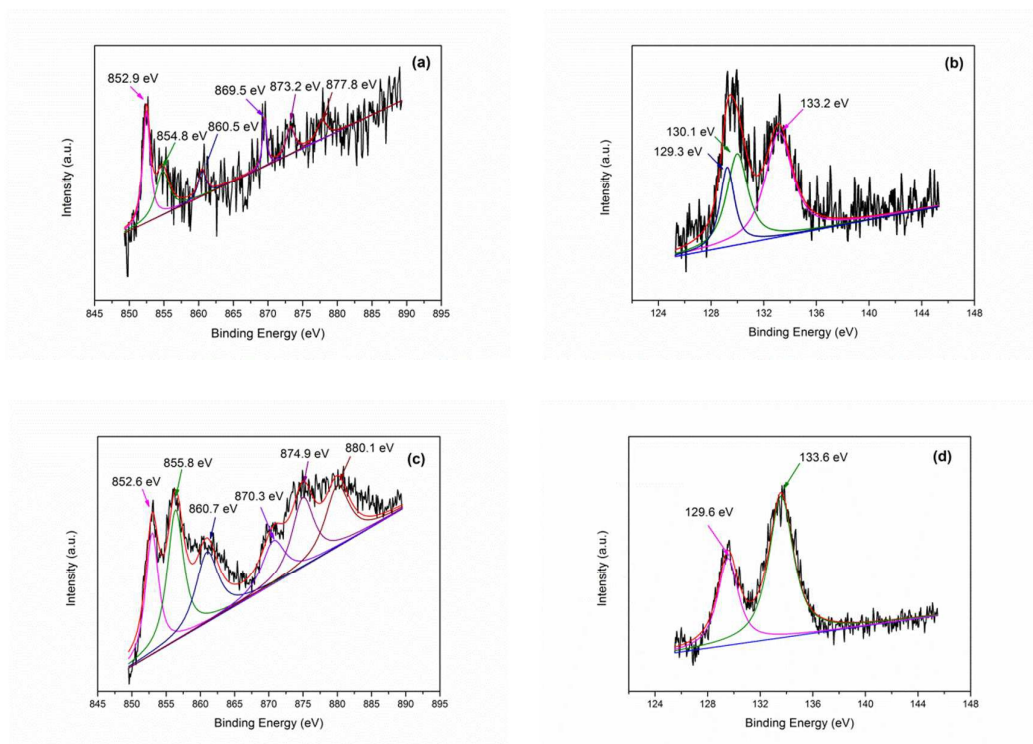 (a)
852.9 eV
854.8 eV
860.5 eV
869.5 eV
873.2 eV
877.8 eV
Intensity (a.u.)
845 850 855 860 865 870 875 880 885 890 895
Binding Energy (eV)
(b)
130.1 eV
129.3 eV
133.2 eV
Intensity (a.u.)
124 128 132 136 140 144 148
Binding Energy (eV)
(c)
852.6 eV
855.8 eV
860.7 eV
870.3 eV
874.9 eV
880.1 eV
Intensity (a.u.)
845 850 855 860 865 870 875 880 885 890 895
Binding Energy (eV)
(d)
129.6 eV
133.6 eV
Intensity (a.u.)
124 128 132 136 140 144 148
Binding Energy (eV)